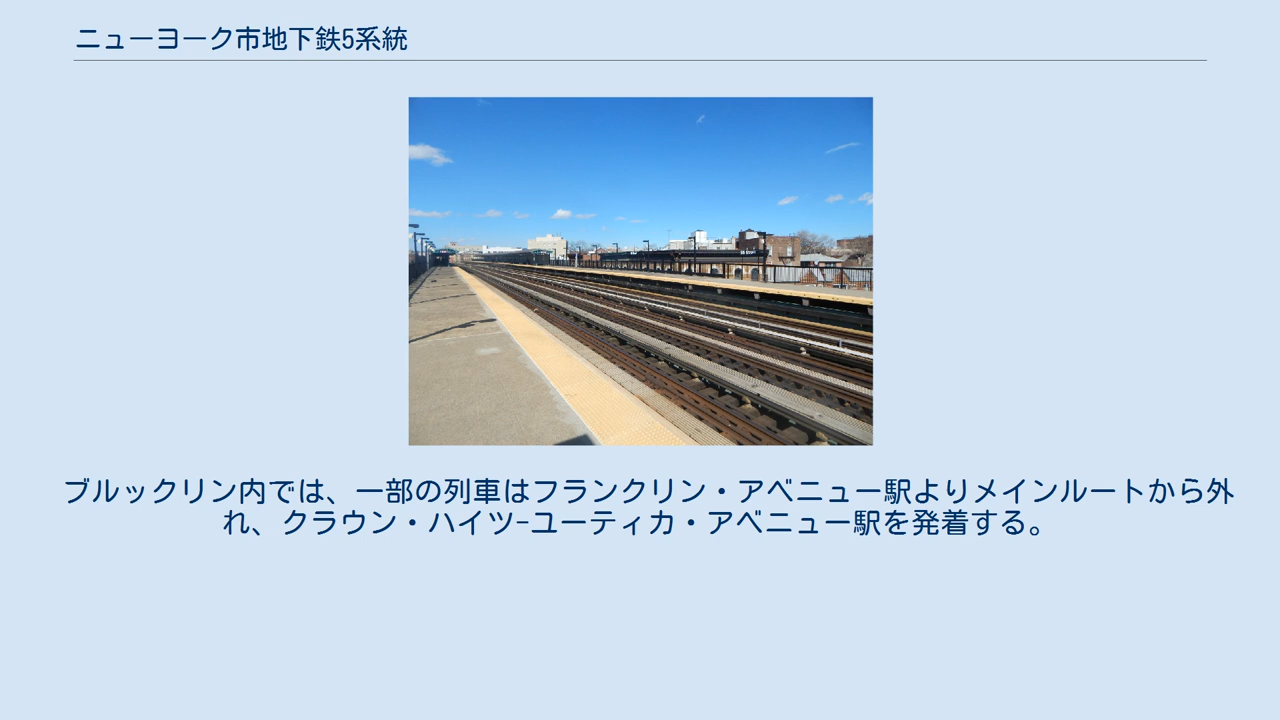 ニューヨーク市地下鉄5系統
ブルックリン内では、一部の列車はフランクリン・アベニュー駅よりメインルートから外
れ、クラウン・ハイツ-ユーティカ・アベニュー駅を発着する。